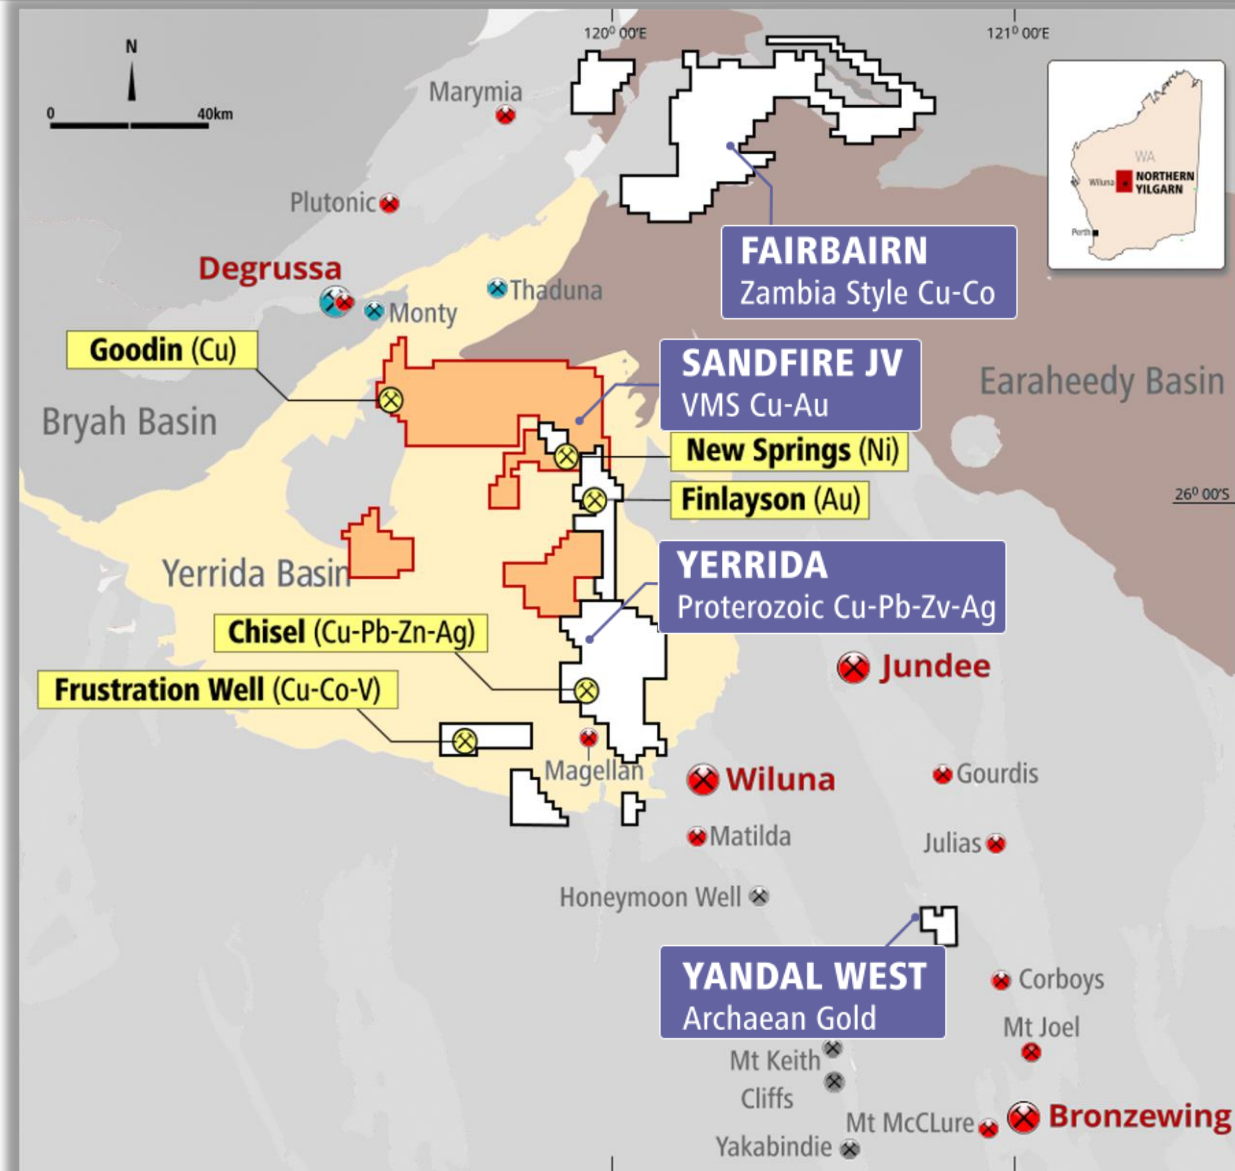 120⁰ 00'E
121⁰ 00'E
N
0
40km
Marymia
WA
Wiluna
NORTHERN
YILGARN
Perth
Plutonic
FAIRBAIRN
Zambia Style Cu-Co
Degrussa
Thaduna
Monty
Goodin (Cu)
SANDFIRE JV
VMS Cu-Au
Earaheedy Basin
Bryah Basin
New Springs (Ni)
Finlayson (Au)
26⁰ 00'S
YERRIDA
Proterozoic Cu-Pb-Zv-Ag
Yerrida Basin
Chisel (Cu-Pb-Zn-Ag)
Jundee
Frustration Well (Cu-Co-V)
Magellan
Wiluna
Gourdis
Matilda
Julias
Honeymoon Well
YANDAL WEST
Archaean Gold
Corboys
Mt Joel
Mt Keith
Cliffs
Mt McCLure
Bronzewing
Yakabindie